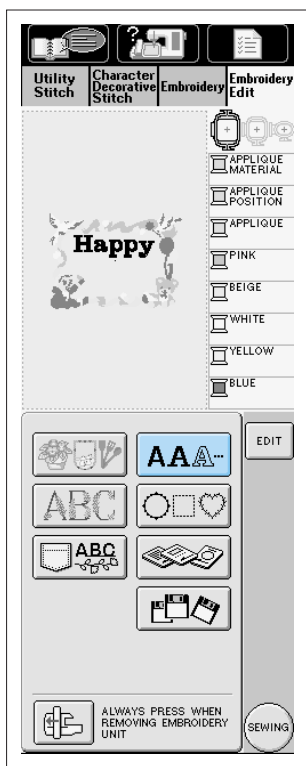 Utility
Stitch
Character
Decorative
Stitch
Embroidery
Embroidery
Edit
APPLIQUE
MATERIAL
APPLIQUE
POSITION
APPLIQUE
PINK
BEIGE
WHITE
YELLOW
BLUE
Happy
EDIT
AAA
ABC
ABC
ALWAYS PRESS WHEN
REMOVING EMBROIDERY
UNIT
SEWING